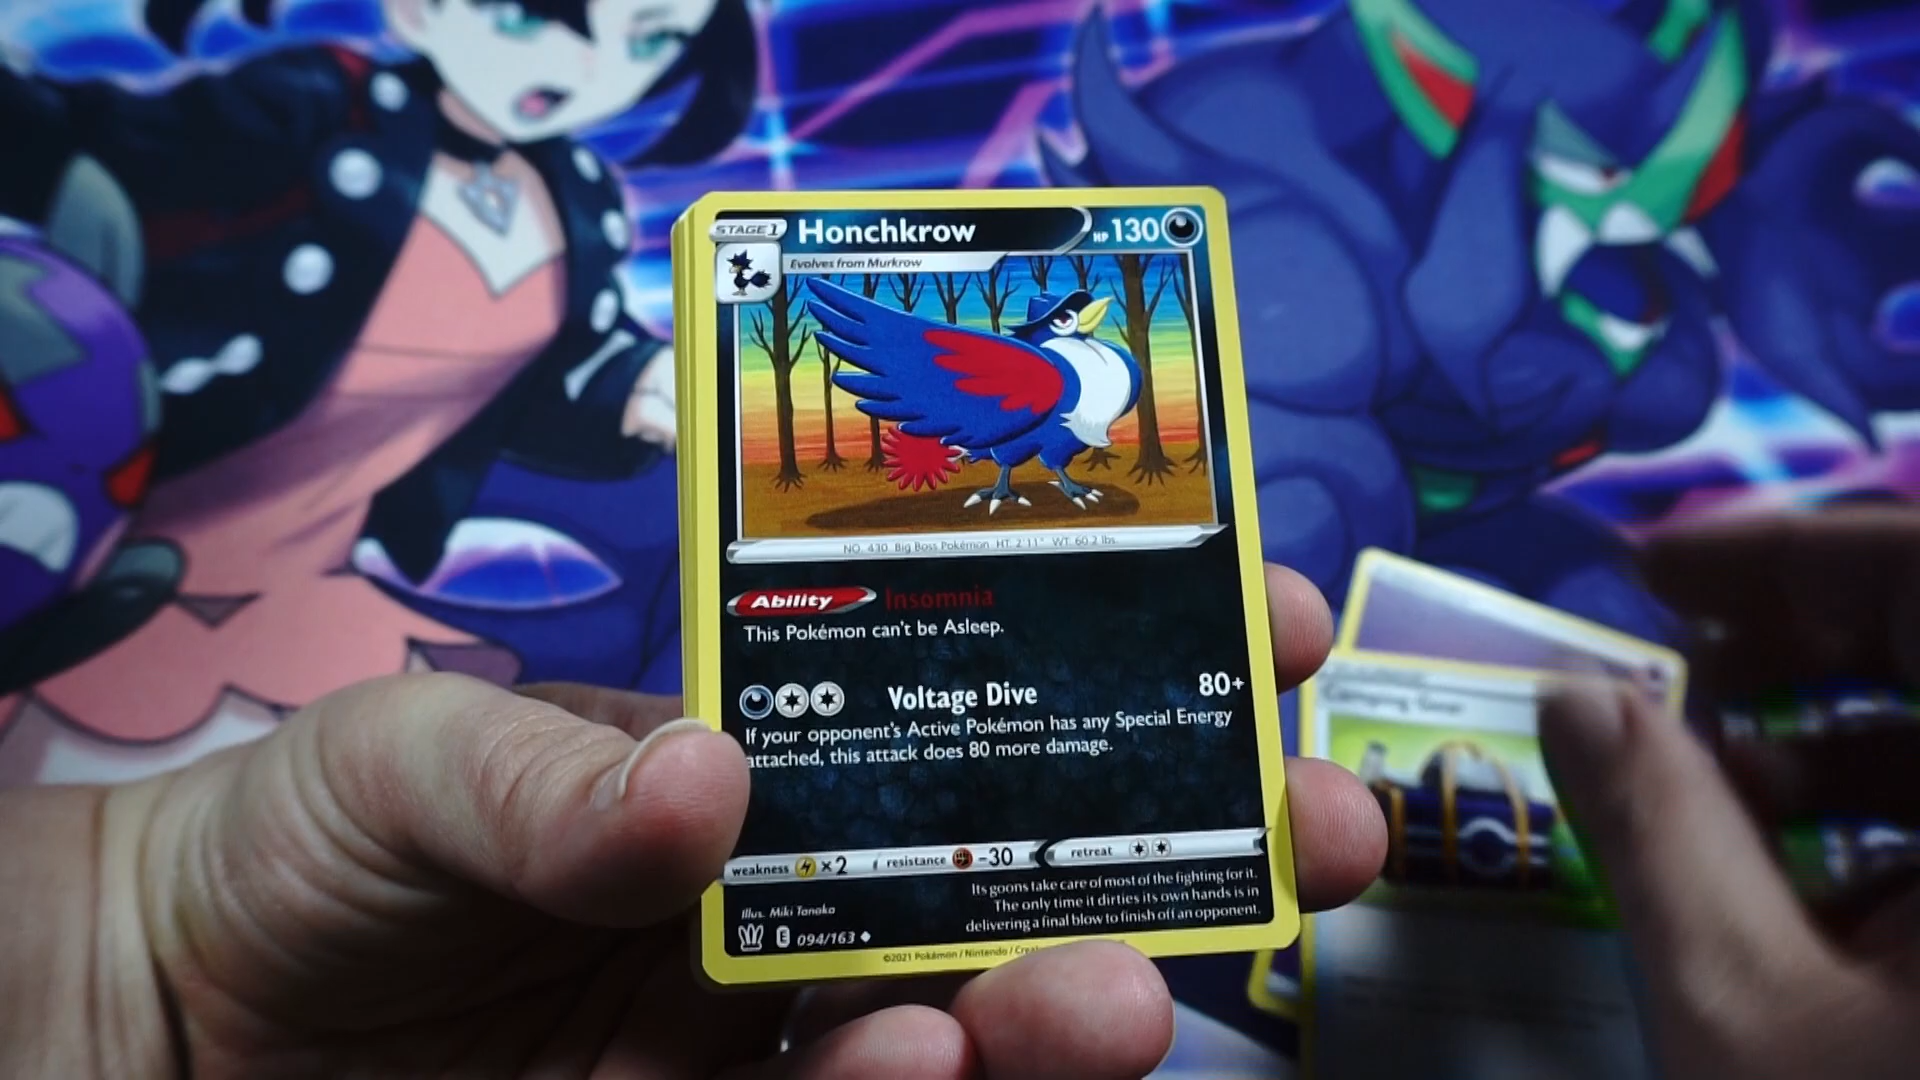 STAGE 1 Honchkrow HP 130
Evolves from Murkrow
NO. 430 Big Boss Pokémon HT. 2'11" WT. 60.2 lbs.
Ability Insomnia
This Pokémon can't be Asleep.
Voltage Dive 80+
If your opponent's Active Pokémon has any Special Energy
attached, this attack does 80 more damage.
weakness ×2 resistance -30 retreat
Its goons take care of most of the fighting for it.
The only time it dirties its own hands is in
delivering a final blow to finish off an opponent.
Illus. Miki Tanaka
E 094/163
©2021 Pokémon / Nintendo /
Camping Gear